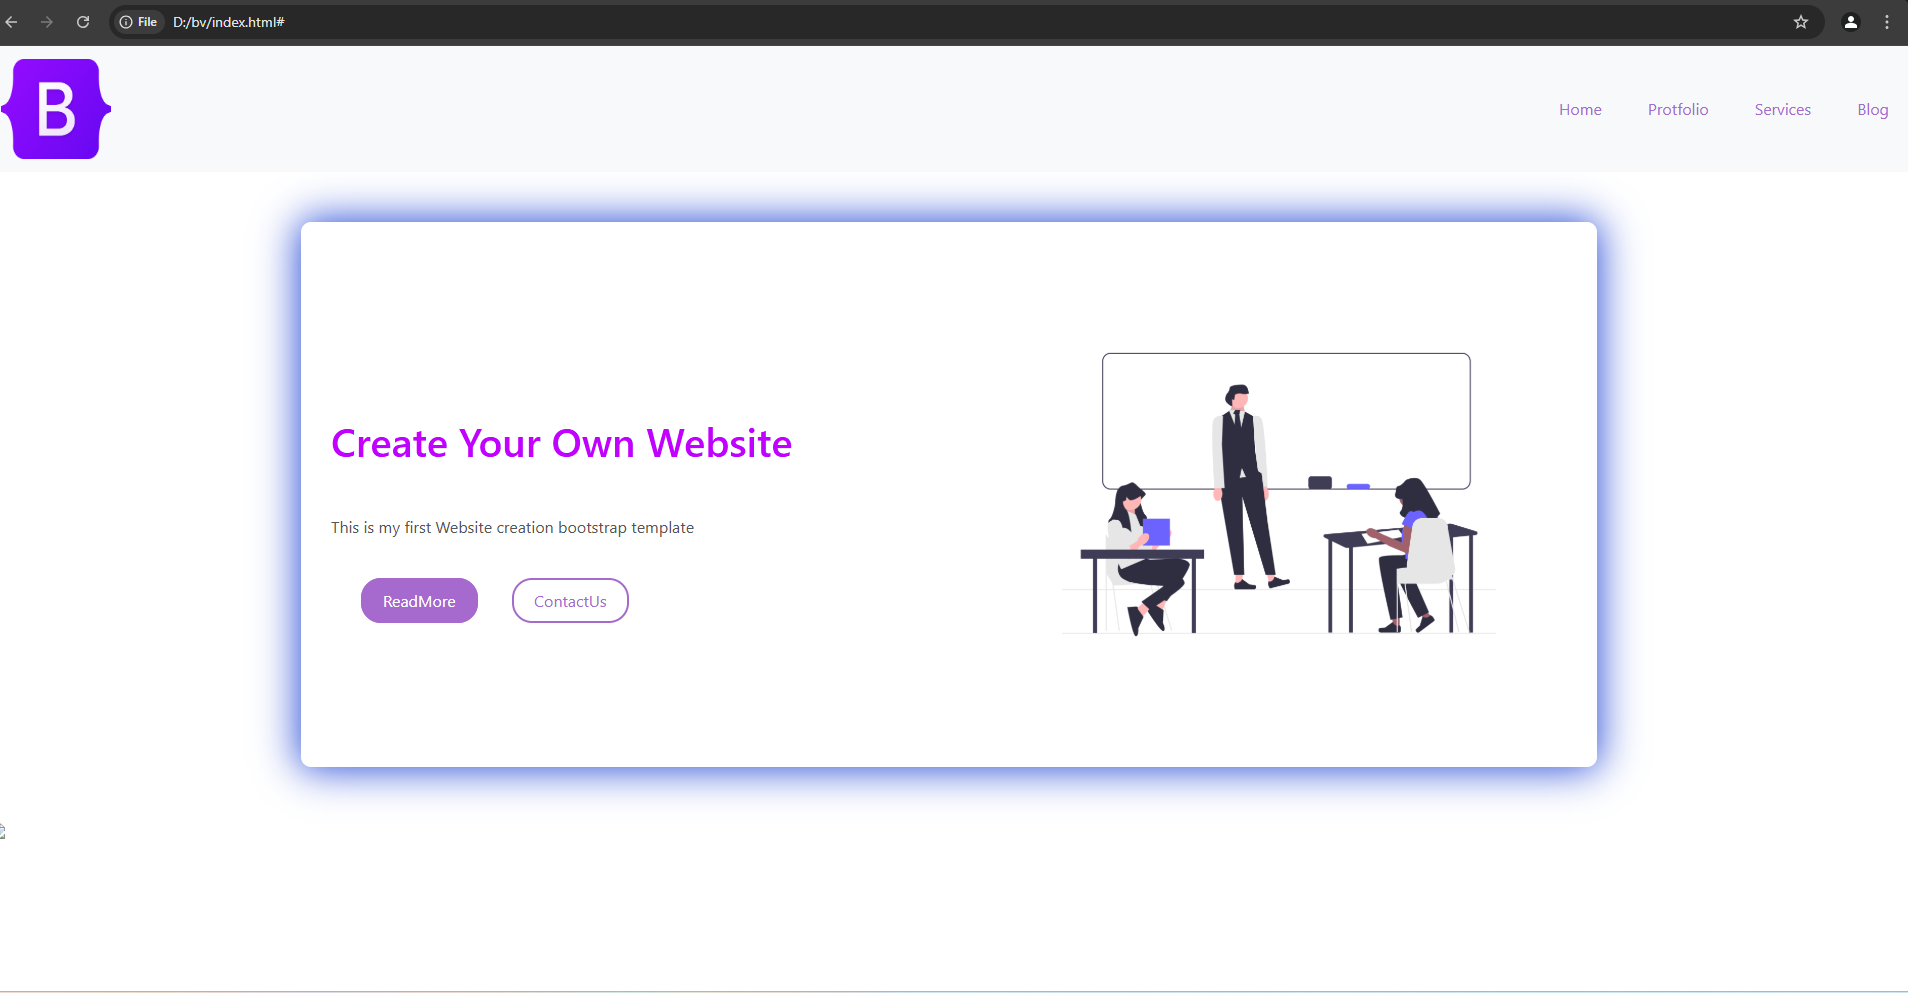 File D:/bv/index.html#
B
Home Protfolio Services Blog
Create Your Own Website
This is my first Website creation bootstrap template
ReadMore ContactUs